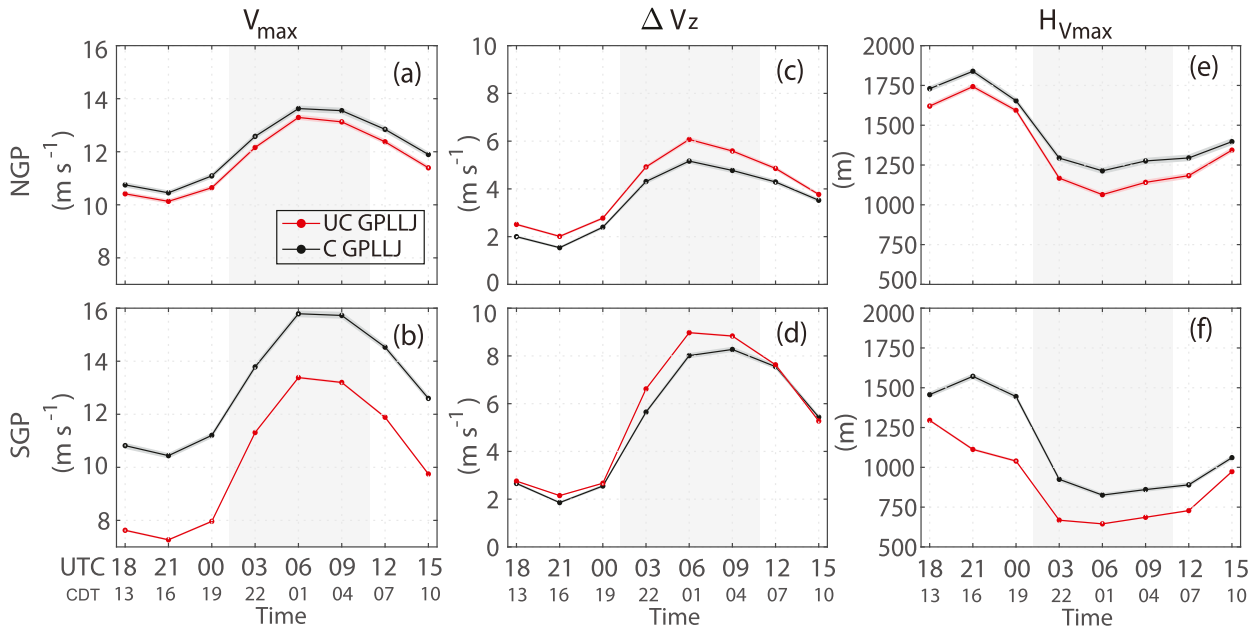 V_max
Δ Vz
H_Vmax
NGP
(m s⁻¹)
16
14
12
10
8
(a)
UC GPLLJ
C GPLLJ
(m s⁻¹)
10
8
6
4
2
0
(c)
(m)
2000
1750
1500
1250
1000
750
500
(e)
SGP
(m s⁻¹)
16
14
12
10
8
(b)
(m s⁻¹)
10
8
6
4
2
0
(d)
(m)
2000
1750
1500
1250
1000
750
500
(f)
UTC 18 21 00 03 06 09 12 15
CDT 13 16 19 22 01 04 07 10
Time
18 21 00 03 06 09 12 15
13 16 19 22 01 04 07 10
Time
18 21 00 03 06 09 12 15
13 16 19 22 01 04 07 10
Time